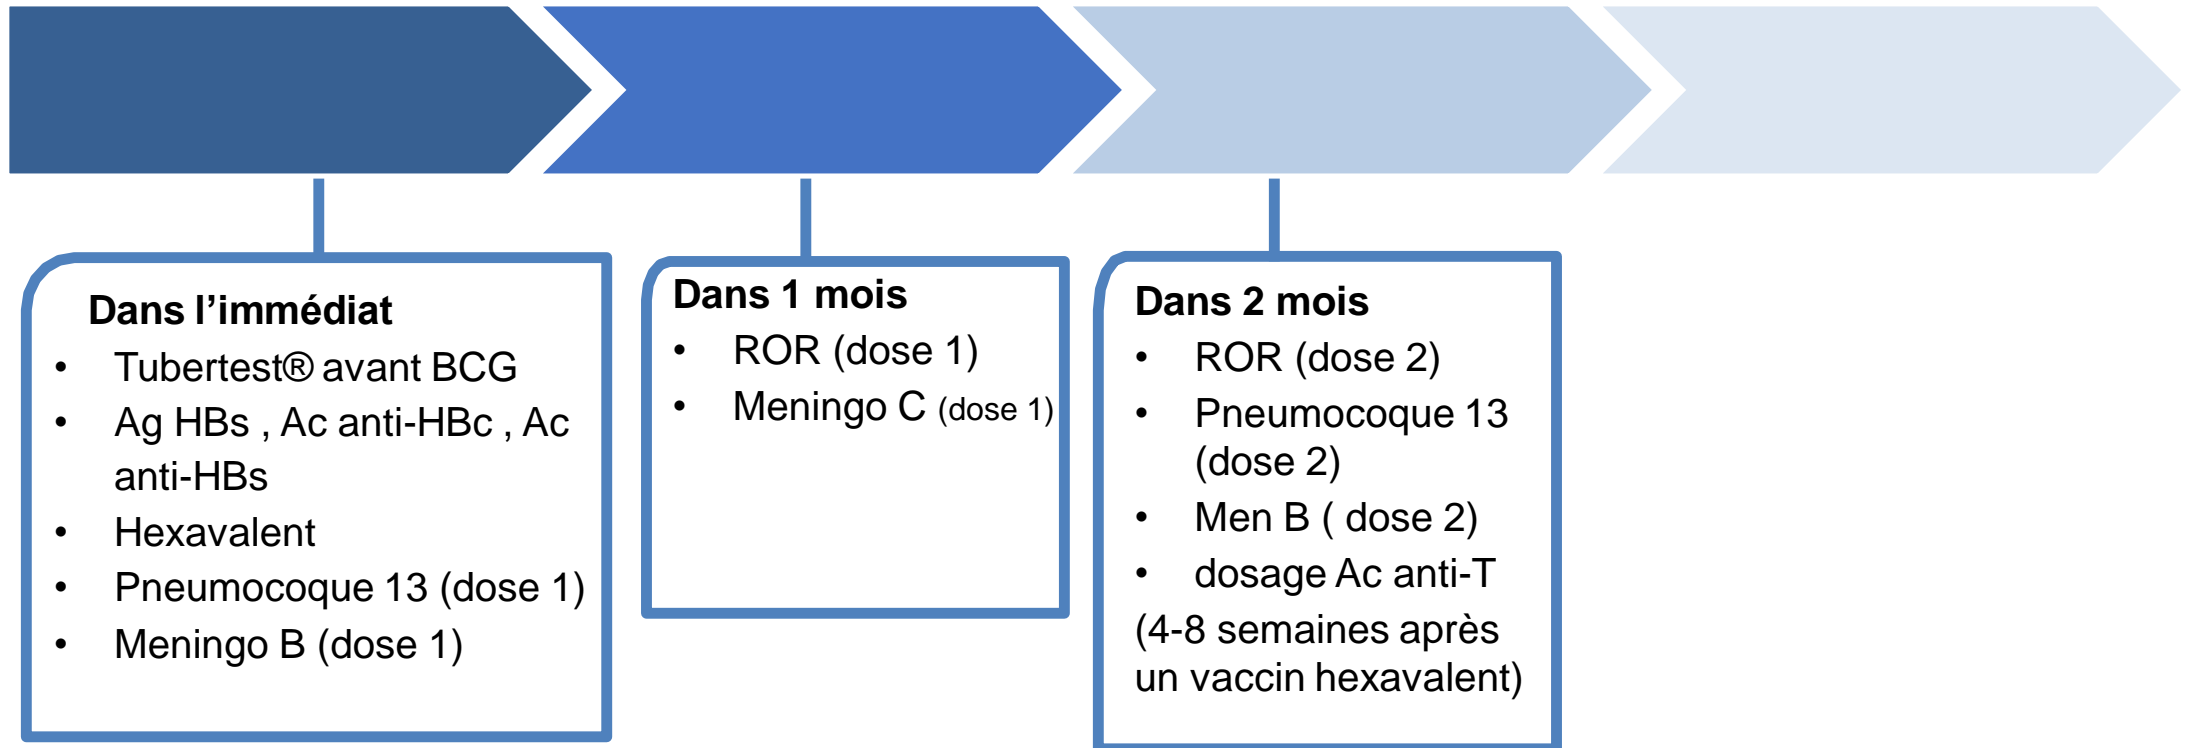 Dans l’immédiat
• Tubertest® avant BCG
• Ag HBs , Ac anti-HBc , Ac
anti-HBs
• Hexavalent
• Pneumocoque 13 (dose 1)
• Meningo B (dose 1)
Dans 1 mois
• ROR (dose 1)
• Meningo C (dose 1)
Dans 2 mois
• ROR (dose 2)
• Pneumocoque 13
(dose 2)
• Men B ( dose 2)
• dosage Ac anti-T
(4-8 semaines après
un vaccin hexavalent)